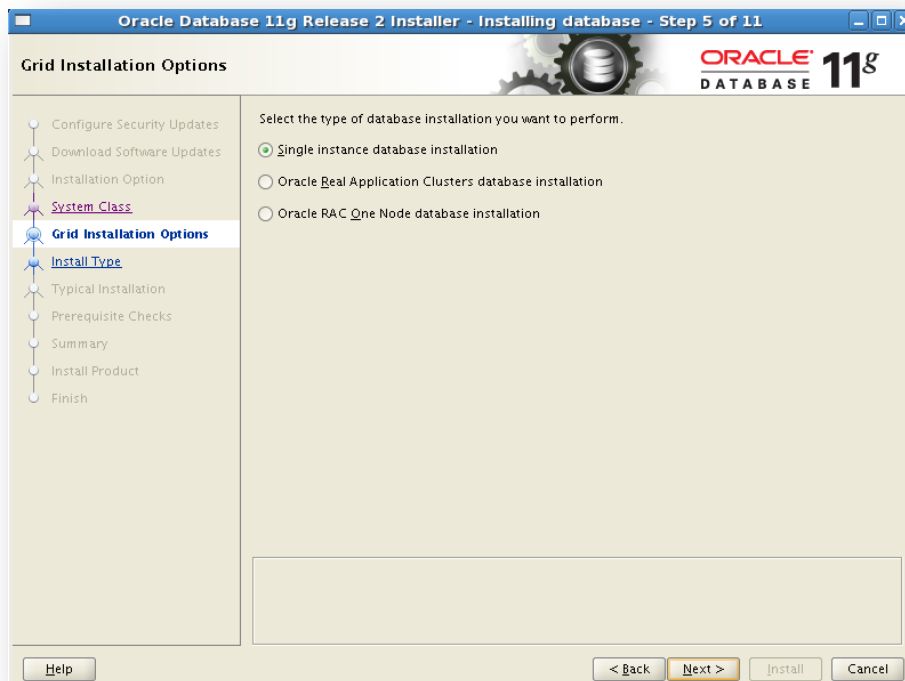 Oracle Database 11g Release 2 Installer - Installing database - Step 5 of 11
Grid Installation Options
ORACLE
DATABASE
11g
Configure Security Updates
Download Software Updates
Installation Option
System Class
Grid Installation Options
Install Type
Typical Installation
Prerequisite Checks
Summary
Install Product
Finish
Select the type of database installation you want to perform.
Single instance database installation
Oracle Real Application Clusters database installation
Oracle RAC One Node database installation
Help
< Back
Next >
Install
Cancel